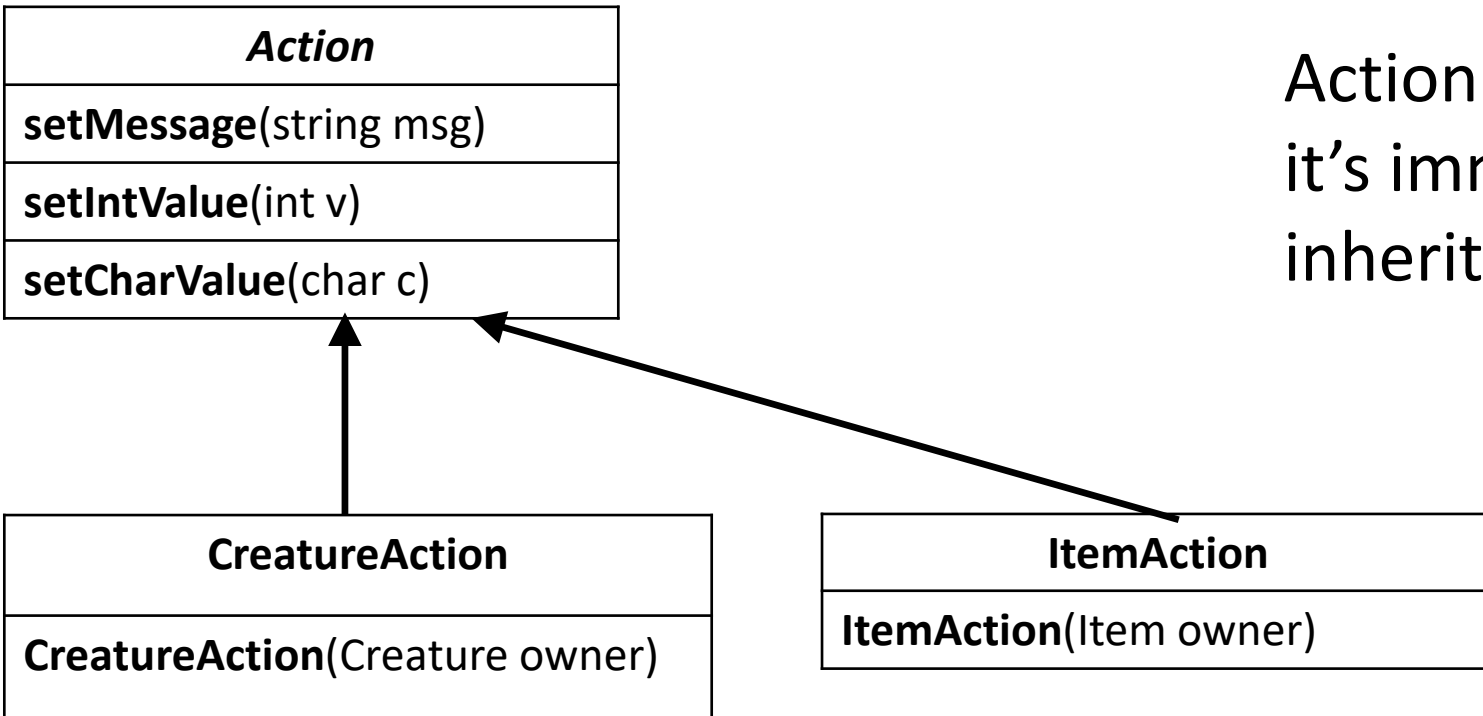 Action
setMessage(string msg)
setIntValue(int v)
setCharValue(char c)
Action
it’s
inherit
CreatureAction
CreatureAction(Creature owner)
ItemAction
ItemAction(Item owner)